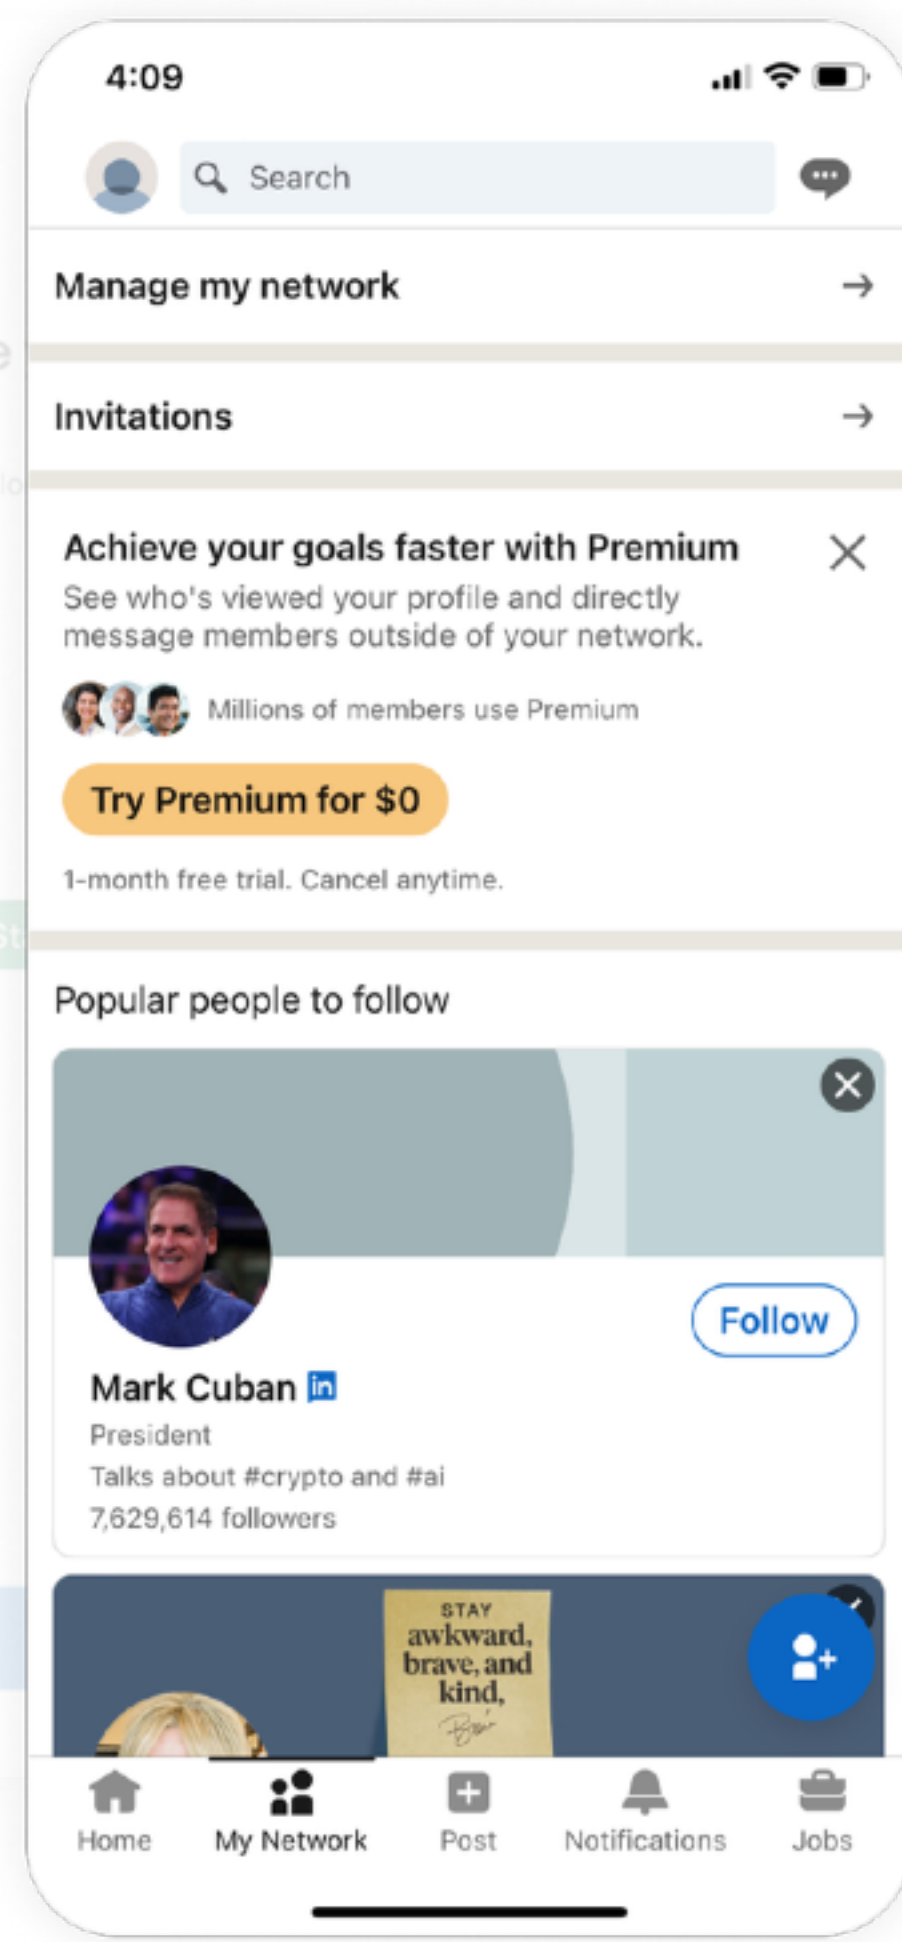 4:09
Search
Manage my network
Invitations
Achieve your goals faster with Premium
See who's viewed your profile and directly
message members outside of your network.
Millions of members use Premium
Try Premium for $0
1-month free trial. Cancel anytime.
Popular people to follow
Follow
Mark Cuban in
President
Talks about #crypto and #ai
7,629,614 followers
STAY
awkward,
brave, and
kind,
Home
My Network
Post
Notifications
Jobs